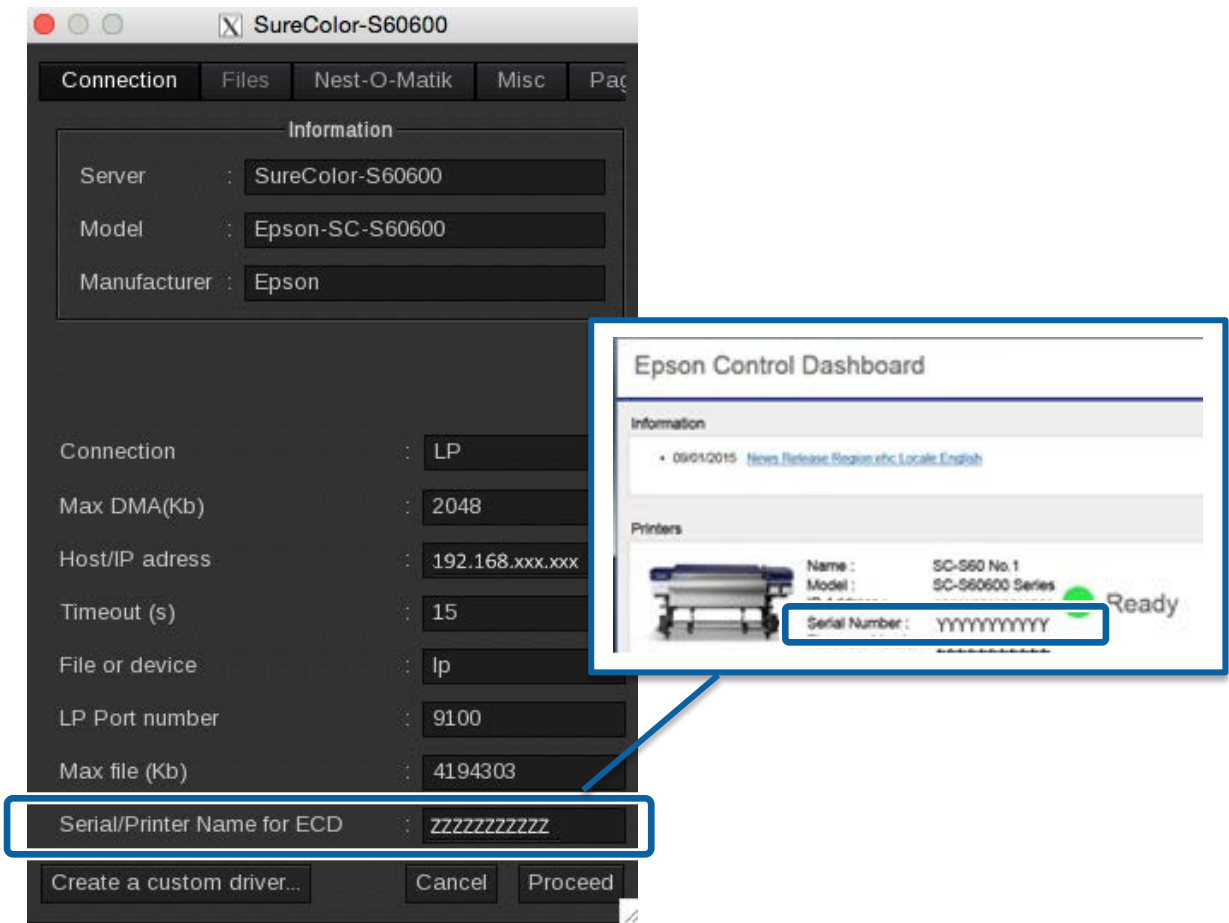 SureColor-S60600
Connection Files Nest-O-Matik Misc Pag
Information
Server : SureColor-S60600
Model : Epson-SC-S60600
Manufacturer : Epson
Connection : LP
Max DMA(Kb) : 2048
Host/IP adress : 192.168.xxx.xxx
Timeout (s) : 15
File or device : lp
LP Port number : 9100
Max file (Kb) : 4194303
Serial/Printer Name for ECD : ZZZZZZZZZZZ
Create a custom driver... Cancel Proceed
Epson Control Dashboard
Information
• 09/01/2015 News Release Region:ehc Locale:English
Printers
Name : SC-S60 No.1
Model : SC-S60600 Series
Ready
Serial Number : YYYYYYYYYYY